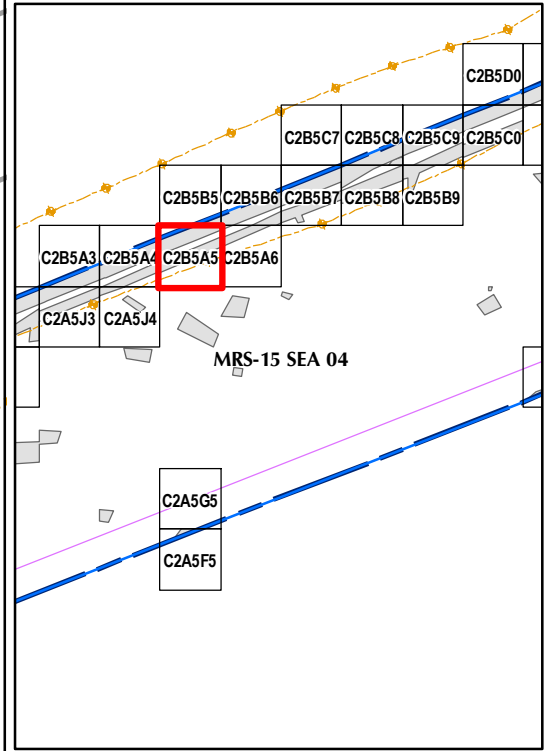 C2B5D0
C2B5C7 C2B5C8 C2B5C9 C2B5C0
C2B5B5 C2B5B6 C2B5B7 C2B5B8 C2B5B9
C2B5A3 C2B5A4 C2B5A5 C2B5A6
C2A5J3 C2A5J4
MRS-15 SEA 04
C2A5G5
C2A5F5